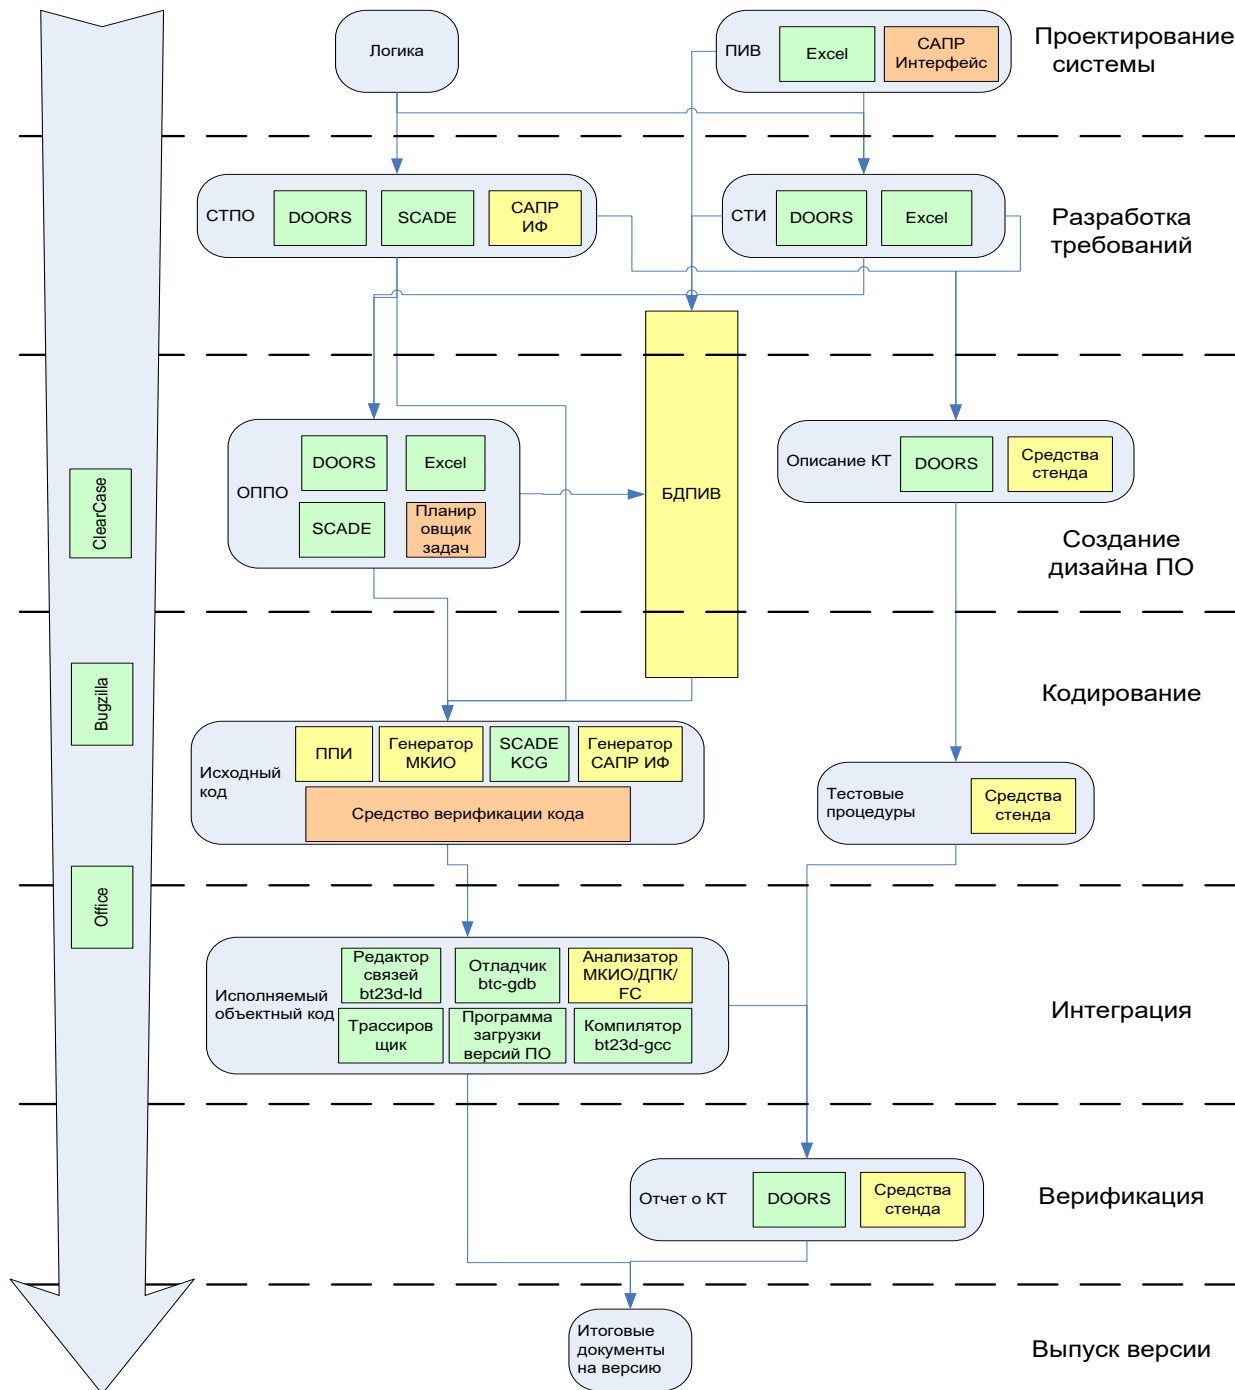 Логика
ПИВ
Excel
САПР
Интерфейс
Проектирование
системы
СТПО
DOORS
SCADE
САПР
ИФ
СТИ
DOORS
Excel
Разработка
требований
ОППО
DOORS
Excel
SCADE
Планир
овщик
задач
БДПИВ
Описание КТ
DOORS
Средства
стенда
Создание
дизайна ПО
ClearCase
Bugzilla
Office
Кодирование
Исходный
код
ППИ
Генератор
МКИО
SCADE
KCG
Генератор
САПР ИФ
Средство верификации кода
Тестовые
процедуры
Средства
стенда
Исполняемый
объектный код
Редактор
связей
bt23d-ld
Отладчик
btc-gdb
Анализатор
МКИО/ДПК/
FC
Трассиров
щик
Программа
загрузки
версий ПО
Компилятор
bt23d-gcc
Интеграция
Отчет о КТ
DOORS
Средства
стенда
Верификация
Итоговые
документы
на версию
Выпуск версии